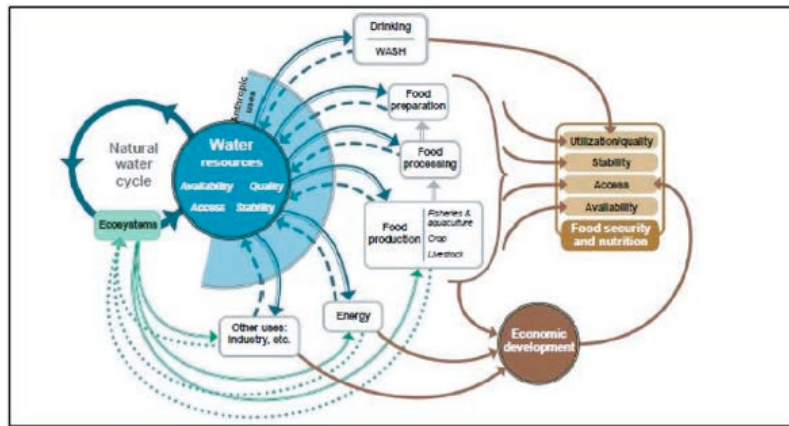 Drinking
WASH
Anthropic
uses
Food
preparation
Natural
water
cycle
Water
resources
Availability Quality
Access Stability
Food
processing
Utilization/quality
Stability
Access
Availability
Food security
and nutrition
Ecosystems
Food
production
Fisheries &
aquaculture
Crop
Livestock
Other uses:
Industry, etc.
Energy
Economic
development